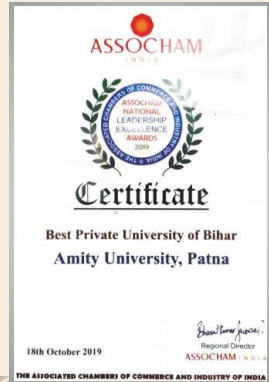 ASSOCHAM
INDIA
ASSOCIATED CHAMBERS OF COMMERCE AND INDUSTRY OF INDIA
ASSOCHAM
NATIONAL
LEADERSHIP
EXCELLENCE
AWARDS
2019
Certificate
Best Private University of Bihar
Amity University, Patna
Regional Director
18th October 2019
ASSOCHAM INDIA
THE ASSOCIATED CHAMBERS OF COMMERCE AND INDUSTRY OF INDIA